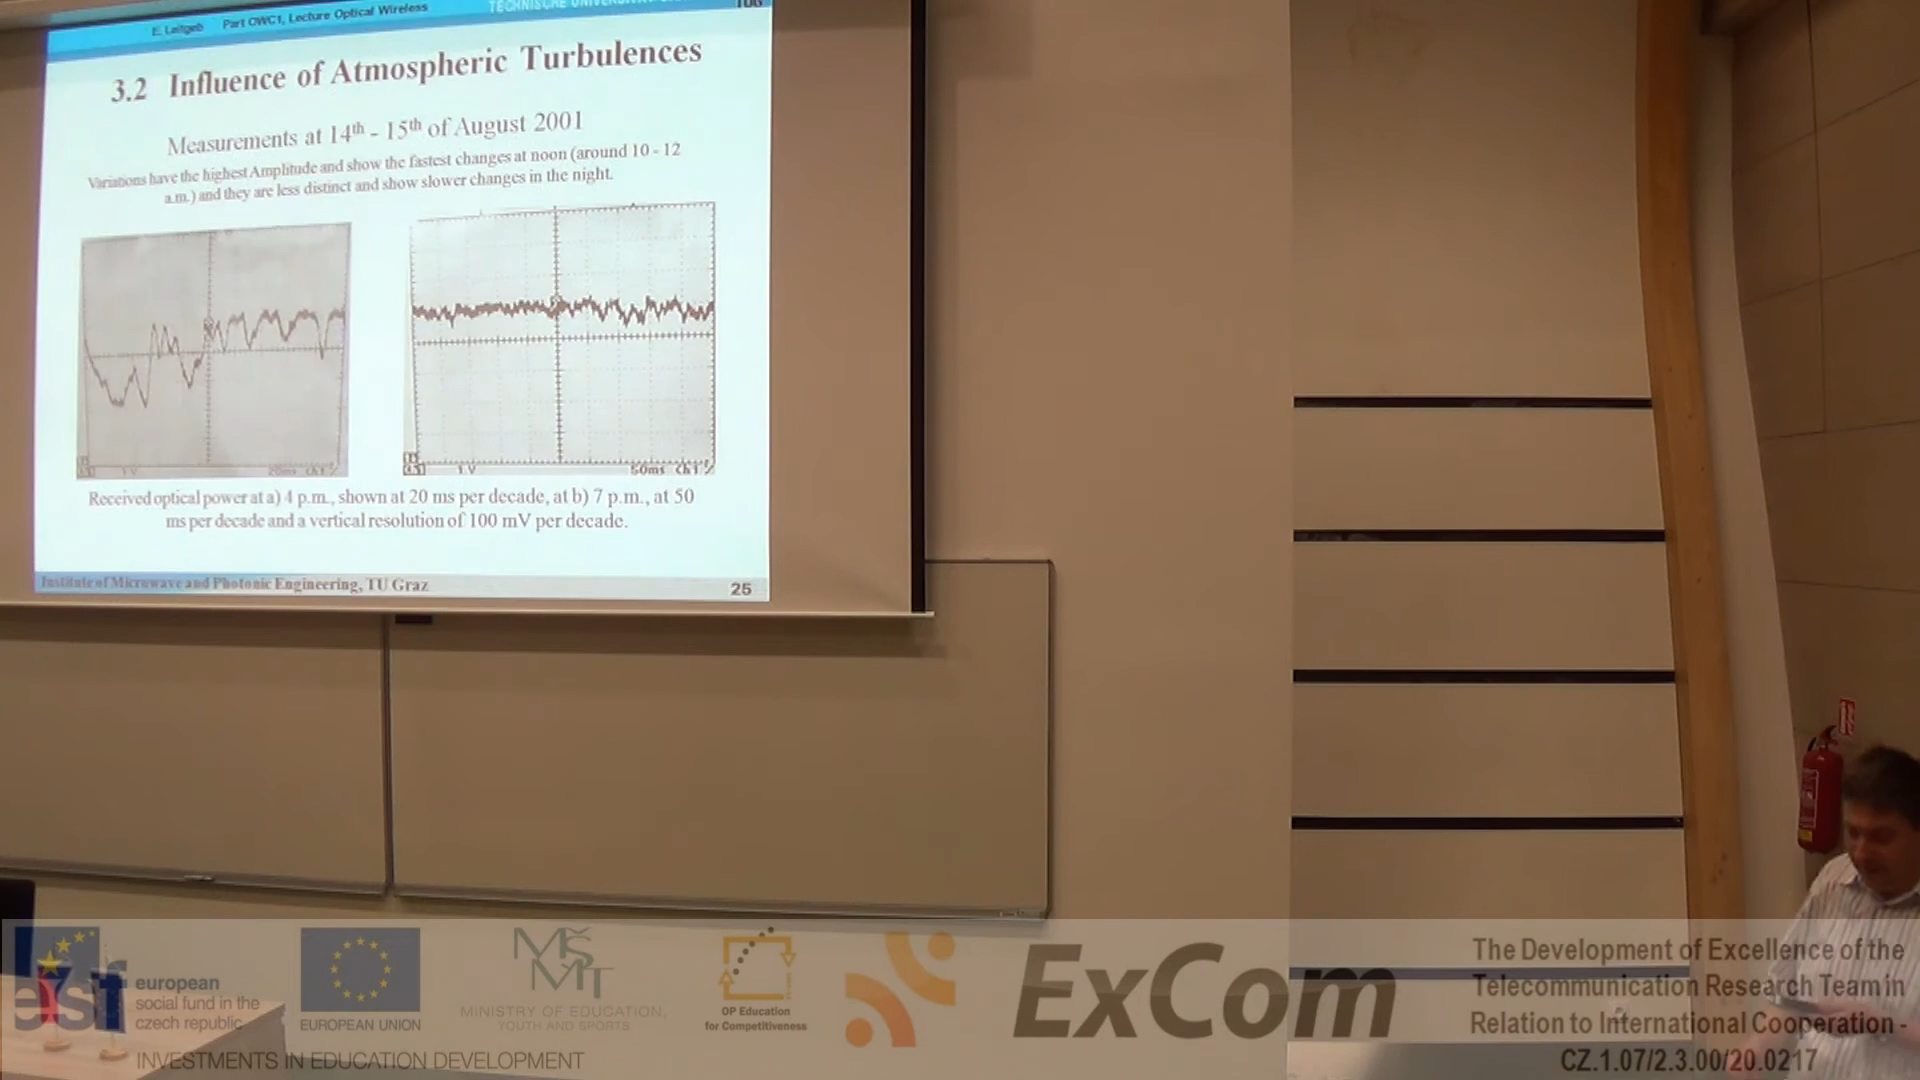 E. Leitgeb Part OWC1, Lecture Optical Wireless
3.2 Influence of Atmospheric Turbulences
Measurements at 14th - 15th of August 2001
Variations have the highest Amplitude and show the fastest changes at noon (around 10 - 12
a.m.) and they are less distinct and show slower changes in the night.
1 V 20ms Ch1
1 V 50ms Ch1
Received optical power at a) 4 p.m., shown at 20 ms per decade, at b) 7 p.m., at 50
ms per decade and a vertical resolution of 100 mV per decade.
Institute of Microwave and Photonic Engineering, TU Graz
25
esf
european
social fund in the
czech republic
EUROPEAN UNION
MŠ
MT
MINISTRY OF EDUCATION,
YOUTH AND SPORTS
OP Education
for Competitiveness
ExCom
The Development of Excellence of the
Telecommunication Research Team in
Relation to International Cooperation -
CZ.1.07/2.3.00/20.0217
INVESTMENTS IN EDUCATION DEVELOPMENT